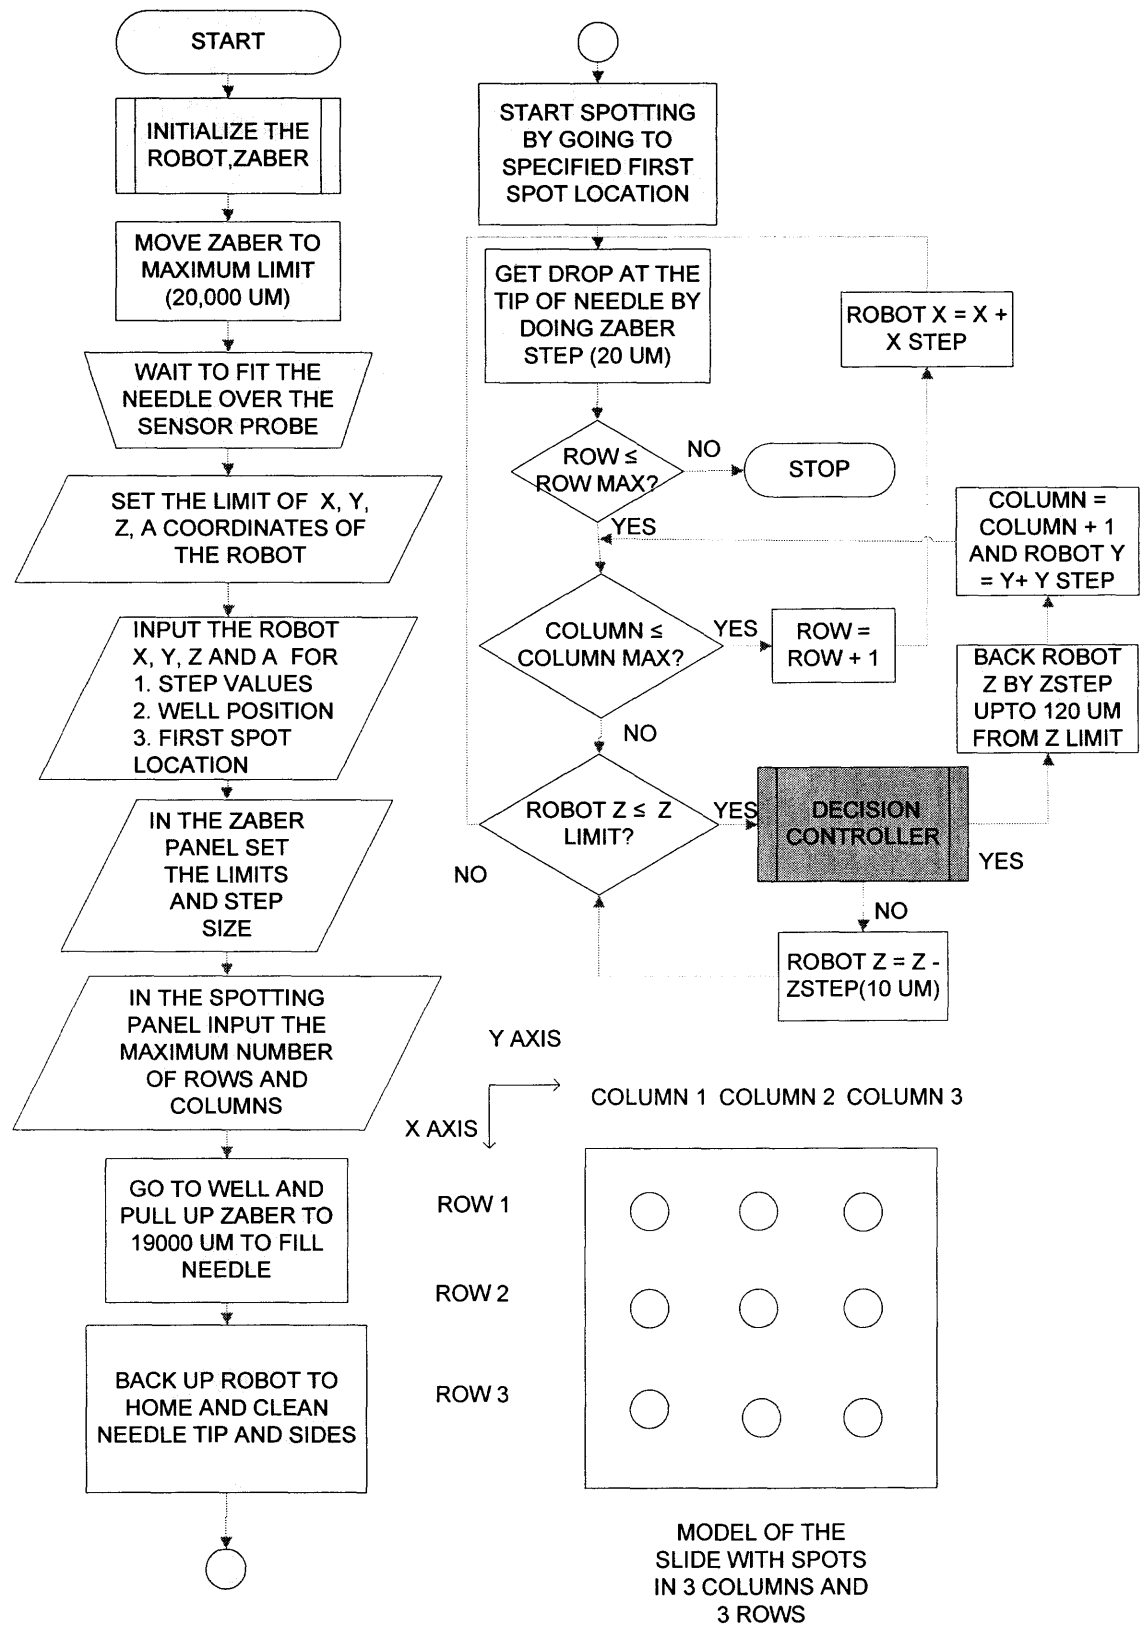 START
INITIALIZE THE
ROBOT,ZABER
MOVE ZABER TO
MAXIMUM LIMIT
(20,000 UM)
WAIT TO FIT THE
NEEDLE OVER THE
SENSOR PROBE
SET THE LIMIT OF X, Y,
Z, A COORDINATES OF
THE ROBOT
INPUT THE ROBOT
X, Y, Z AND A FOR
1. STEP VALUES
2. WELL POSITION
3. FIRST SPOT
LOCATION
IN THE ZABER
PANEL SET
THE LIMITS
AND STEP
SIZE
IN THE SPOTTING
PANEL INPUT THE
MAXIMUM NUMBER
OF ROWS AND
COLUMNS
GO TO WELL AND
PULL UP ZABER TO
19000 UM TO FILL
NEEDLE
BACK UP ROBOT TO
HOME AND CLEAN
NEEDLE TIP AND SIDES
START SPOTTING
BY GOING TO
SPECIFIED FIRST
SPOT LOCATION
GET DROP AT THE
TIP OF NEEDLE BY
DOING ZABER
STEP (20 UM)
ROW ≤
ROW MAX?
NO
STOP
YES
COLUMN ≤
COLUMN MAX?
YES
ROW =
ROW + 1
ROBOT X = X +
X STEP
NO
ROBOT Z ≤ Z
LIMIT?
YES
NO
DECISION
CONTROLLER
YES
NO
ROBOT Z = Z -
ZSTEP(10 UM)
BACK ROBOT
Z BY ZSTEP
UPTO 120 UM
FROM Z LIMIT
COLUMN =
COLUMN + 1
AND ROBOT Y
= Y+ Y STEP
Y AXIS
X AXIS
COLUMN 1 COLUMN 2 COLUMN 3
ROW 1
ROW 2
ROW 3
MODEL OF THE
SLIDE WITH SPOTS
IN 3 COLUMNS AND
3 ROWS